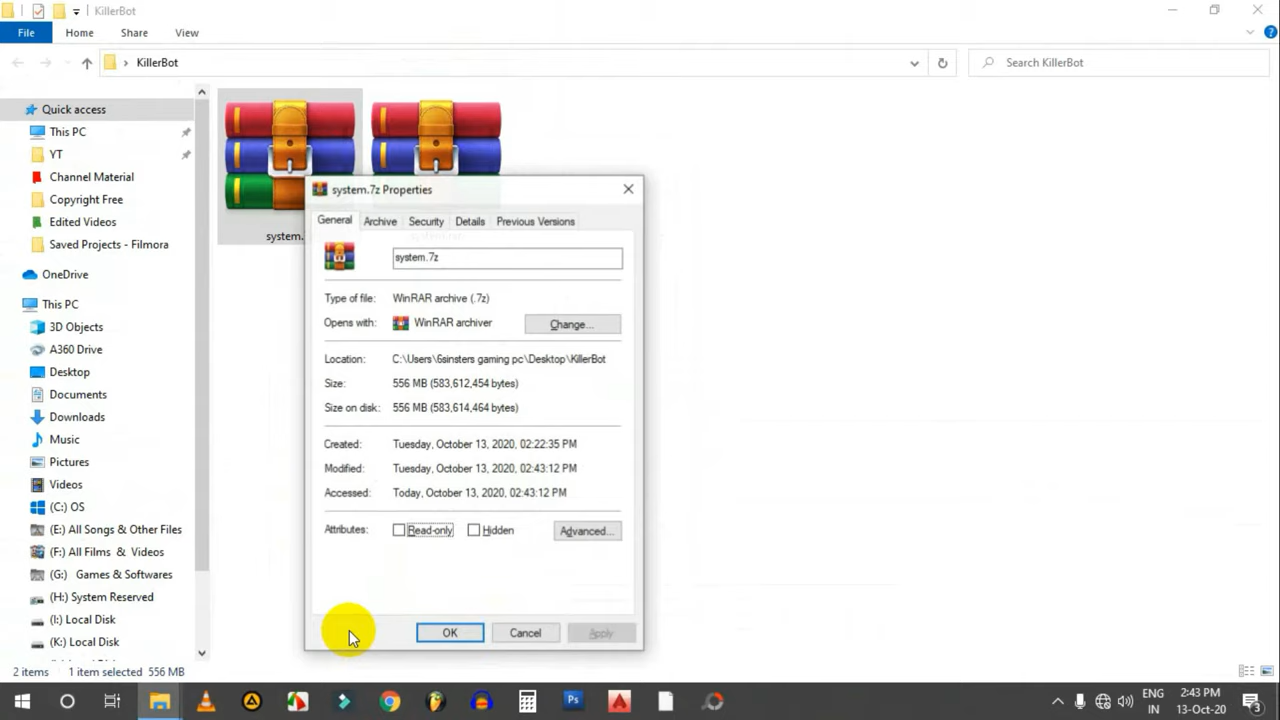 KillerBot
File Home Share View
KillerBot
Search KillerBot
Quick access
This PC
YT
Channel Material
Copyright Free
Edited Videos
Saved Projects - Filmora
OneDrive
This PC
3D Objects
A360 Drive
Desktop
Documents
Downloads
Music
Pictures
Videos
(C:) OS
(E:) All Songs & Other Files
(F:) All Films & Videos
(G:) Games & Softwares
(H:) System Reserved
(I:) Local Disk
(K:) Local Disk
system.
system.7z Properties
General Archive Security Details Previous Versions
system.7z
Type of file: WinRAR archive (.7z)
Opens with: WinRAR archiver Change...
Location: C:\Users\6sinsters gaming pc\Desktop\KillerBot
Size: 556 MB (583,612,454 bytes)
Size on disk: 556 MB (583,614,464 bytes)
Created: Tuesday, October 13, 2020, 02:22:35 PM
Modified: Tuesday, October 13, 2020, 02:43:12 PM
Accessed: Today, October 13, 2020, 02:43:12 PM
Attributes: Read-only Hidden Advanced...
OK Cancel Apply
2 items 1 item selected 556 MB
Ps
ENG
IN
2:43 PM
13-Oct-20
3